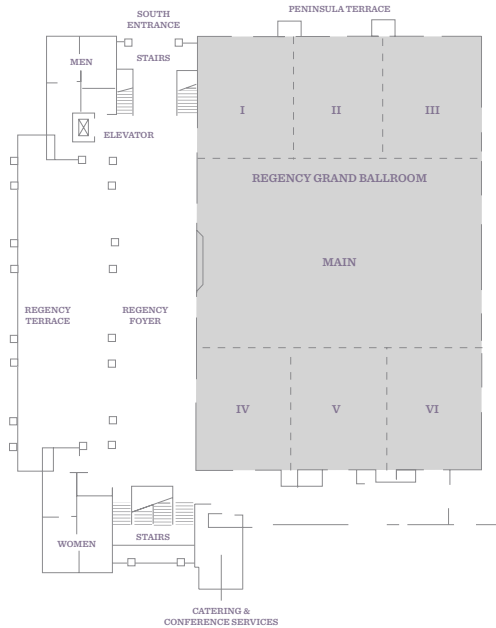 PENINSULA TERRACE
SOUTH
ENTRANCE
STAIRS
MEN
ELEVATOR
I
II
III
REGENCY GRAND BALLROOM
MAIN
REGENCY
TERRACE
REGENCY
FOYER
IV
V
VI
WOMEN
STAIRS
CATERING &
CONFERENCE SERVICES